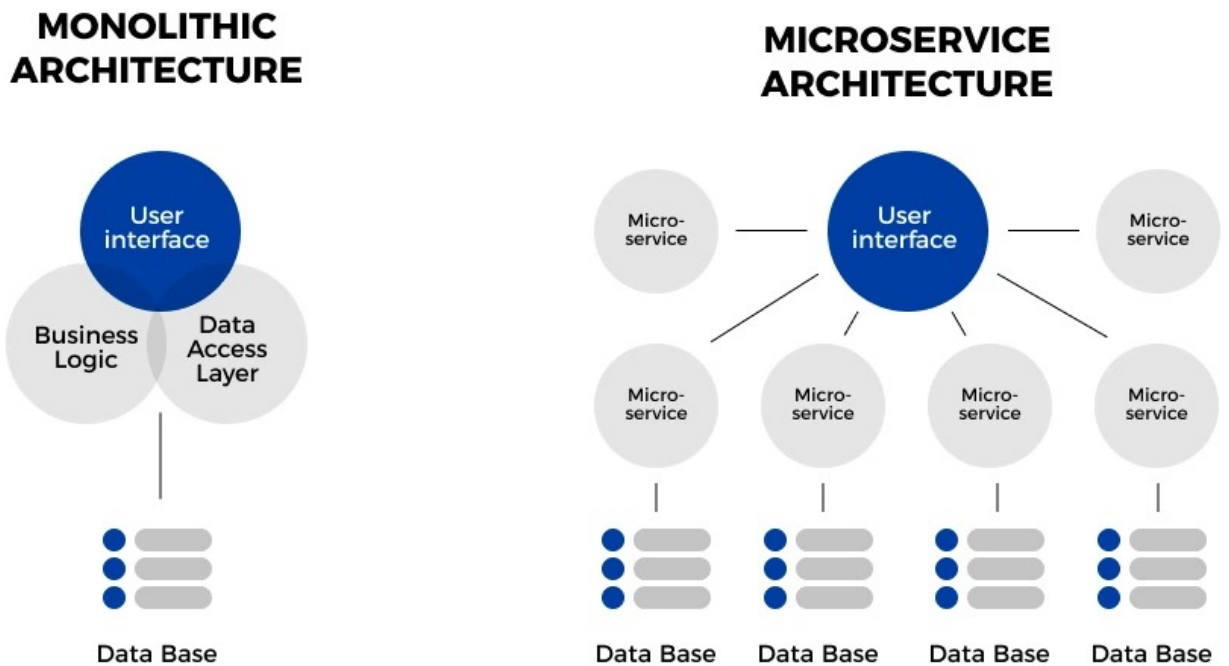 MONOLITHIC
ARCHITECTURE
User
interface
Business
Logic
Data
Access
Layer
Data Base
MICROSERVICE
ARCHITECTURE
Micro-
service
User
interface
Micro-
service
Micro-
service
Micro-
service
Micro-
service
Micro-
service
Data Base
Data Base
Data Base
Data Base